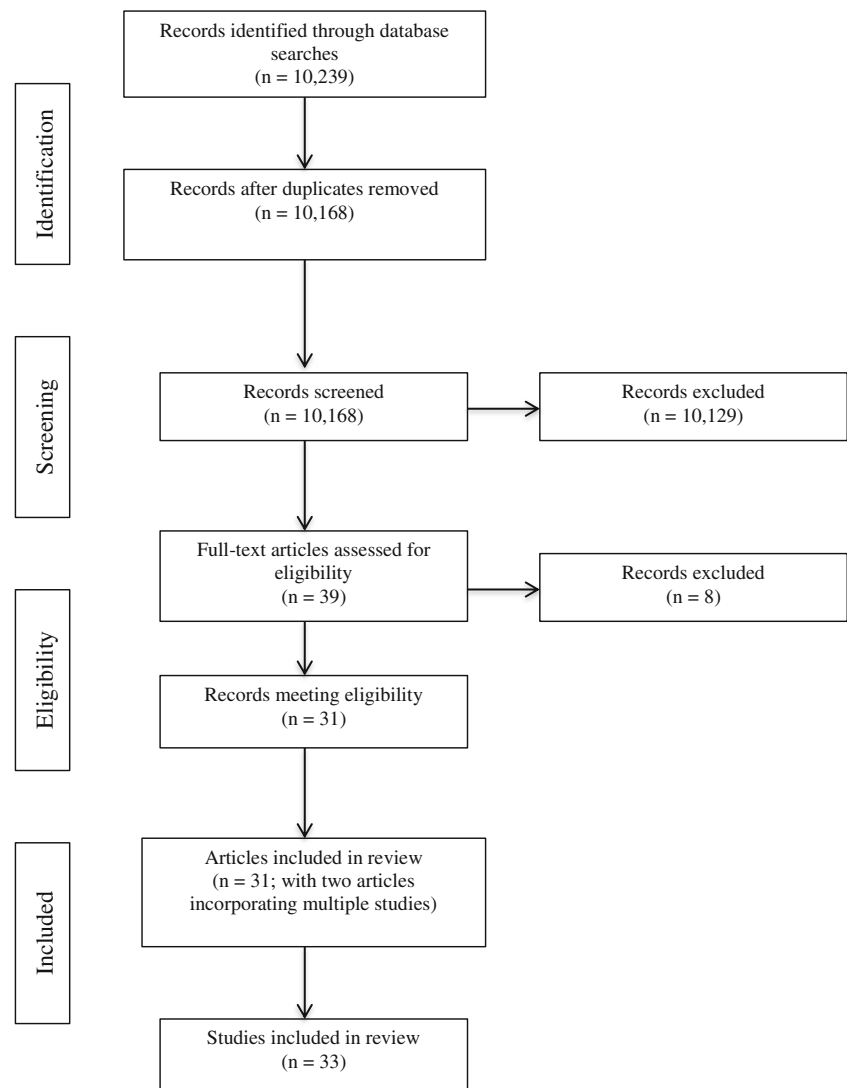 Records identified through database
searches
(n = 10,239)
Identification
Records after duplicates removed
(n = 10,168)
Screening
Records screened
(n = 10,168)
Records excluded
(n = 10,129)
Eligibility
Full-text articles assessed for
eligibility
(n = 39)
Records excluded
(n = 8)
Records meeting eligibility
(n = 31)
Included
Articles included in review
(n = 31; with two articles
incorporating multiple studies)
Studies included in review
(n = 33)